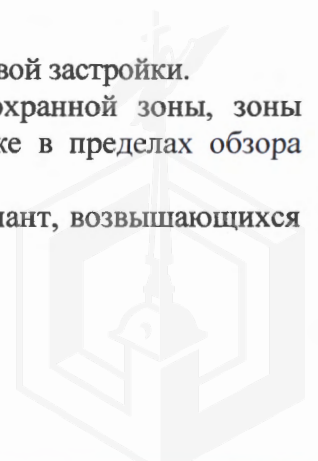 вой застройки.
охранной зоны, зоны
же в пределах обзора
нант, возвышающихся